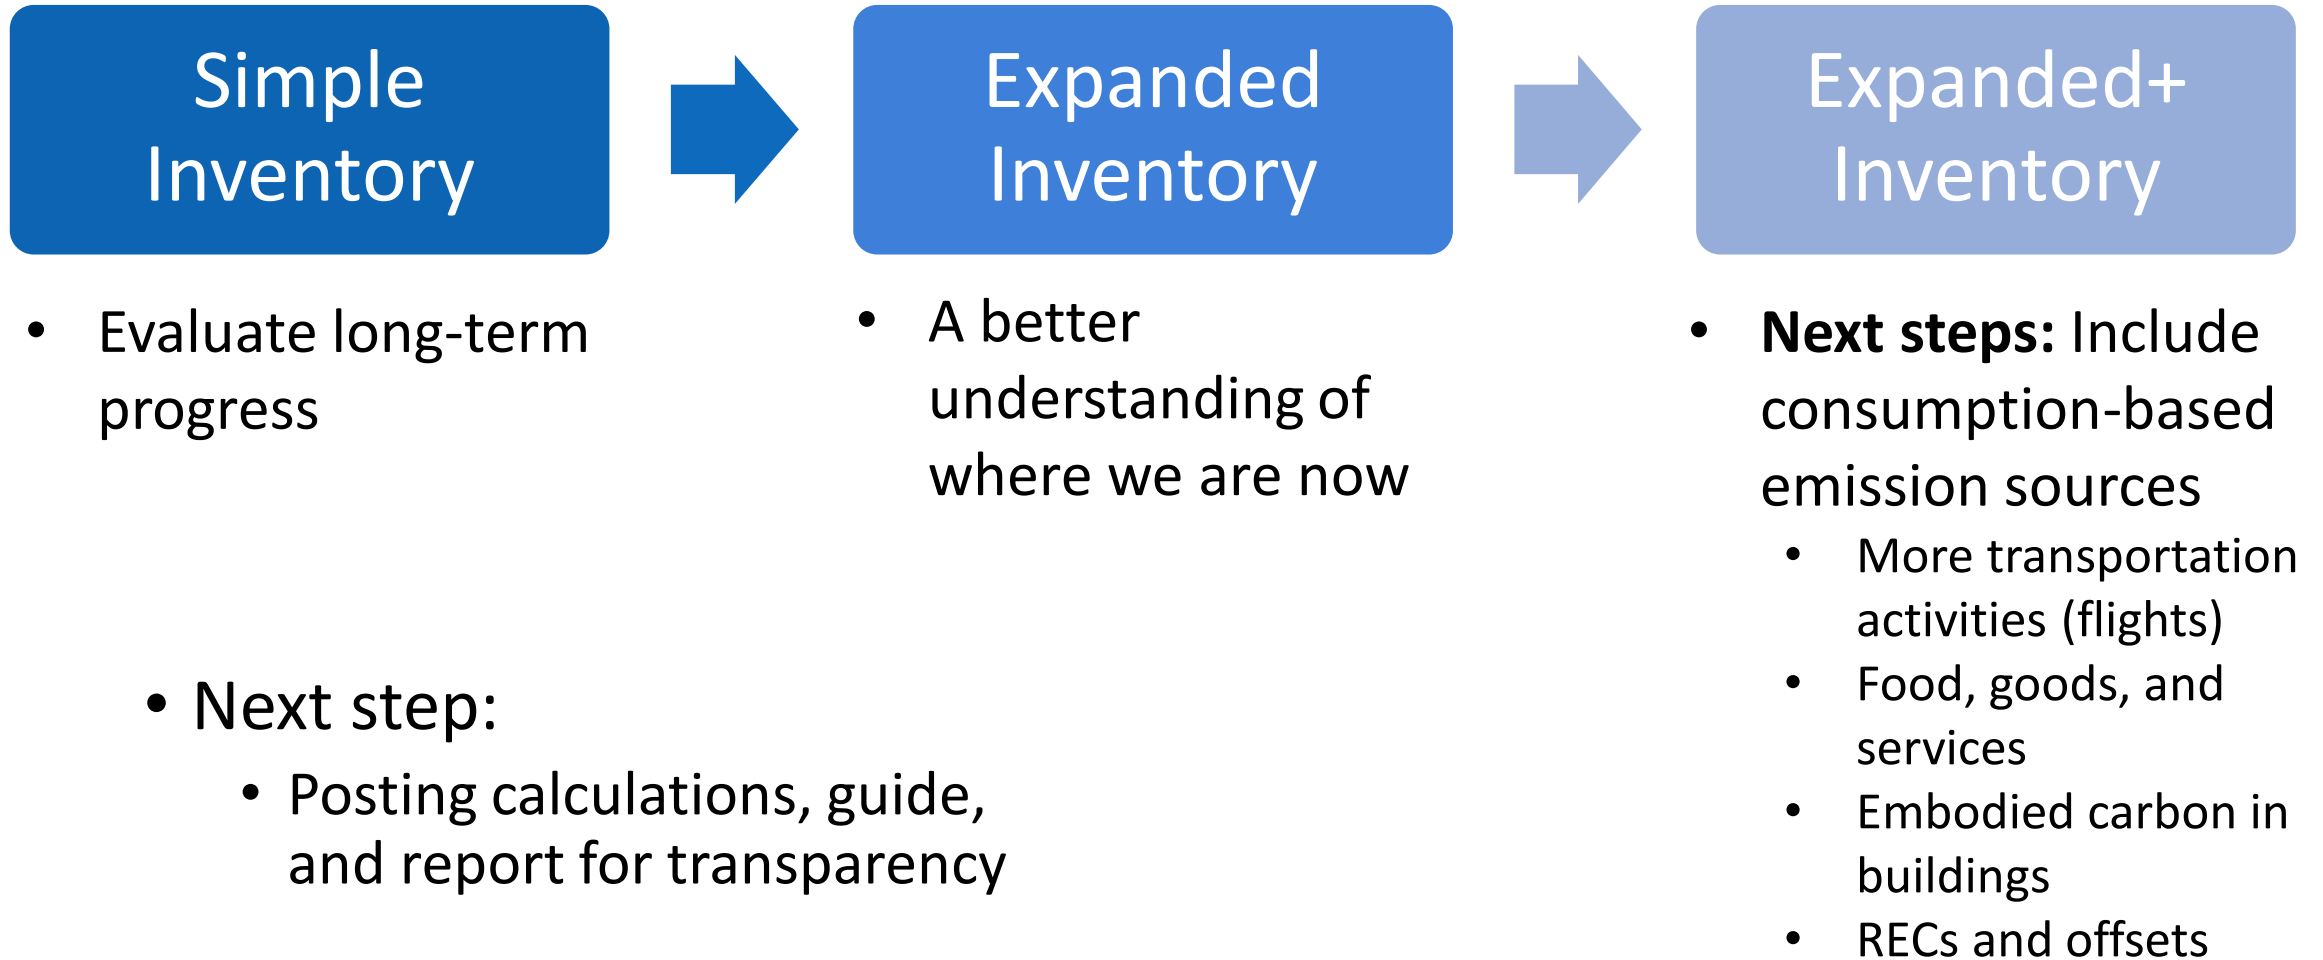 Simple
Inventory
Expanded
Inventory
Expanded+
Inventory
• Evaluate long-term
progress
• A better
understanding of
where we are now
• Next steps: Include
consumption-based
emission sources
• More transportation
activities (flights)
• Food, goods, and
services
• Embodied carbon in
buildings
• RECs and offsets
• Next step:
• Posting calculations, guide,
and report for transparency